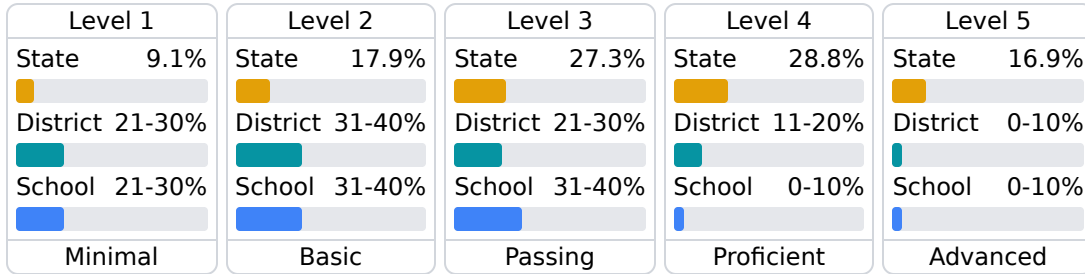 Level 1
State 9.1%
District 21-30%
School 21-30%
Minimal
Level 2
State 17.9%
District 31-40%
School 31-40%
Basic
Level 3
State 27.3%
District 21-30%
School 31-40%
Passing
Level 4
State 28.8%
District 11-20%
School 0-10%
Proficient
Level 5
State 16.9%
District 0-10%
School 0-10%
Advanced